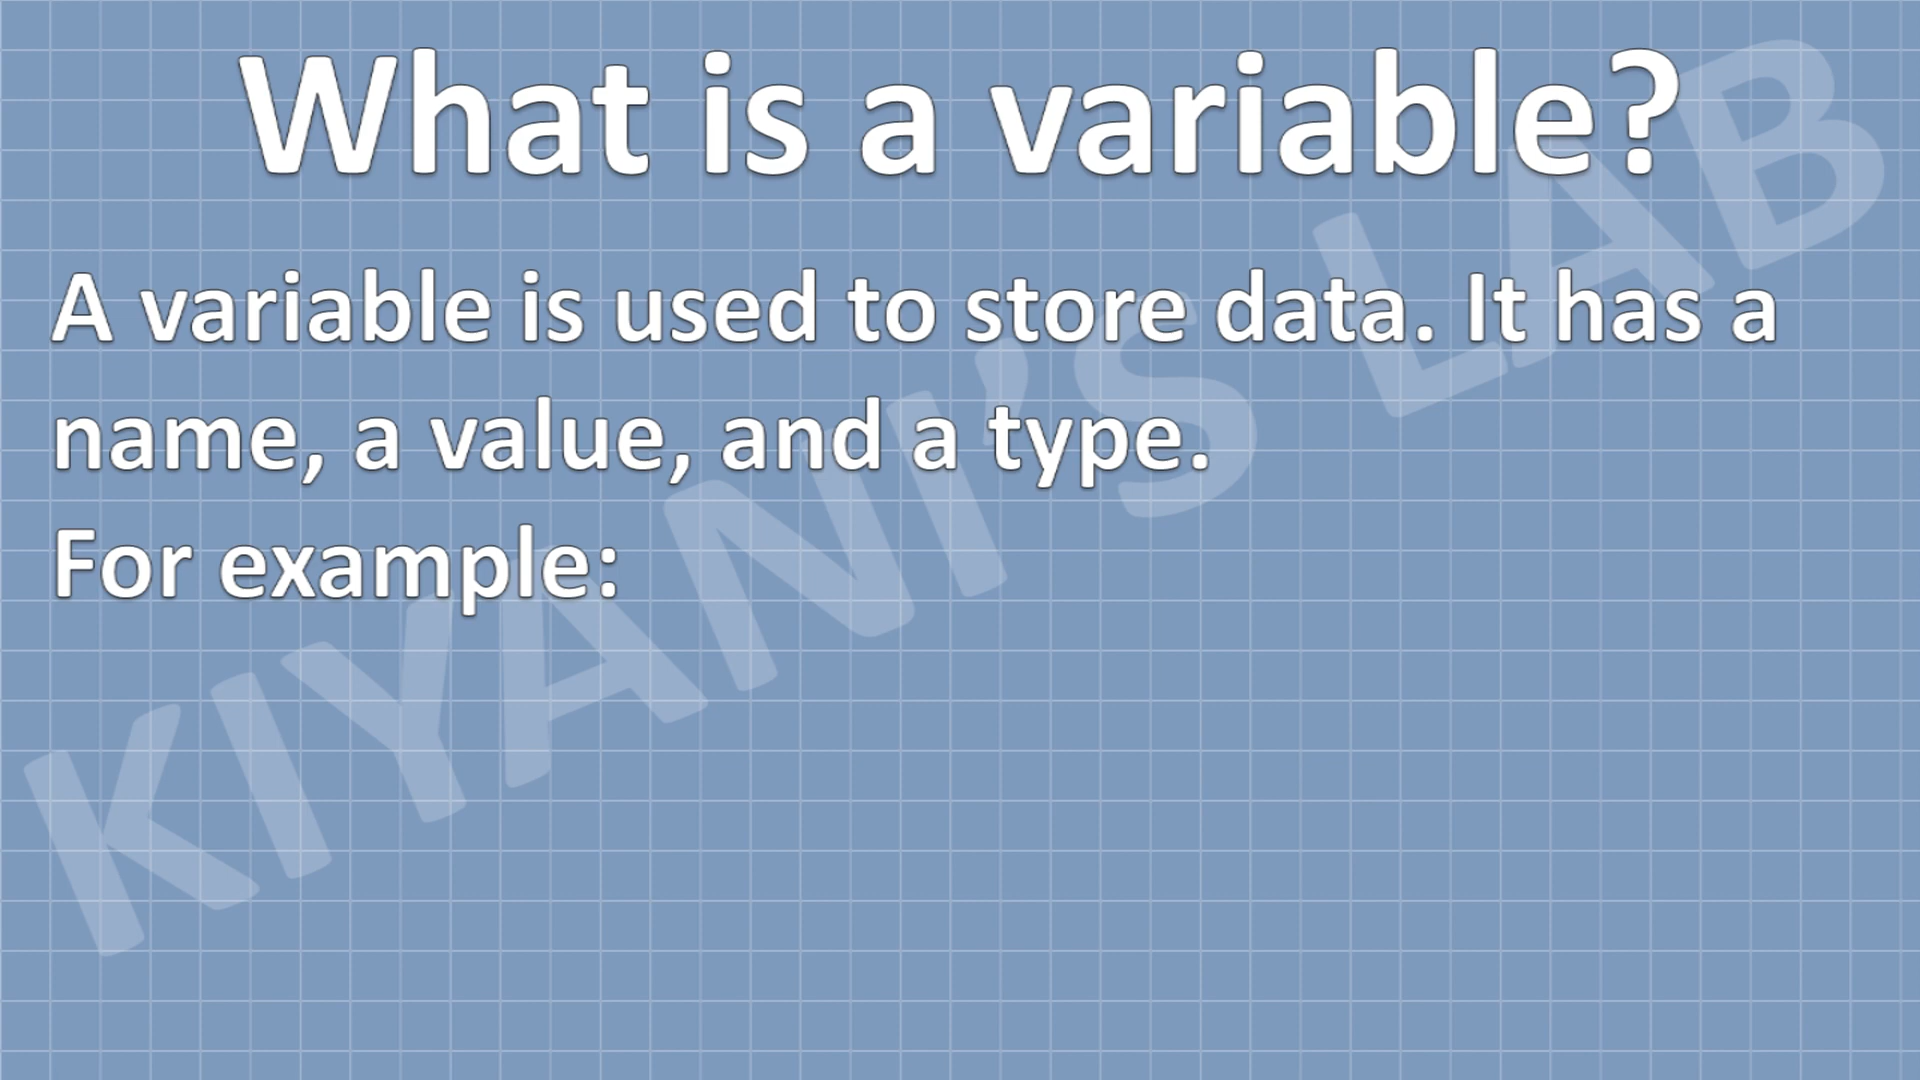 What is a variable?
A variable is used to store data. It has a
name, a value, and a type.
For example:
KIYANI'S LAB